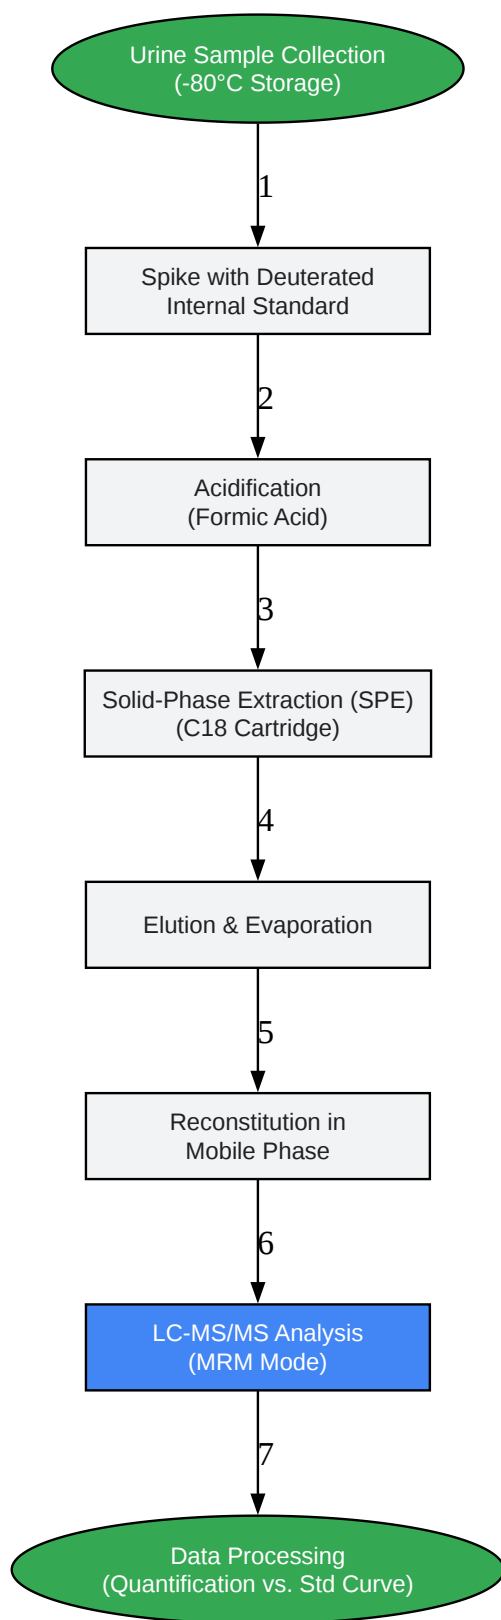 Urine Sample Collection
(-80°C Storage)
1
Spike with Deuterated
Internal Standard
2
Acidification
(Formic Acid)
3
Solid-Phase Extraction (SPE)
(C18 Cartridge)
4
Elution & Evaporation
5
Reconstitution in
Mobile Phase
6
LC-MS/MS Analysis
(MRM Mode)
7
Data Processing
(Quantification vs. Std Curve)